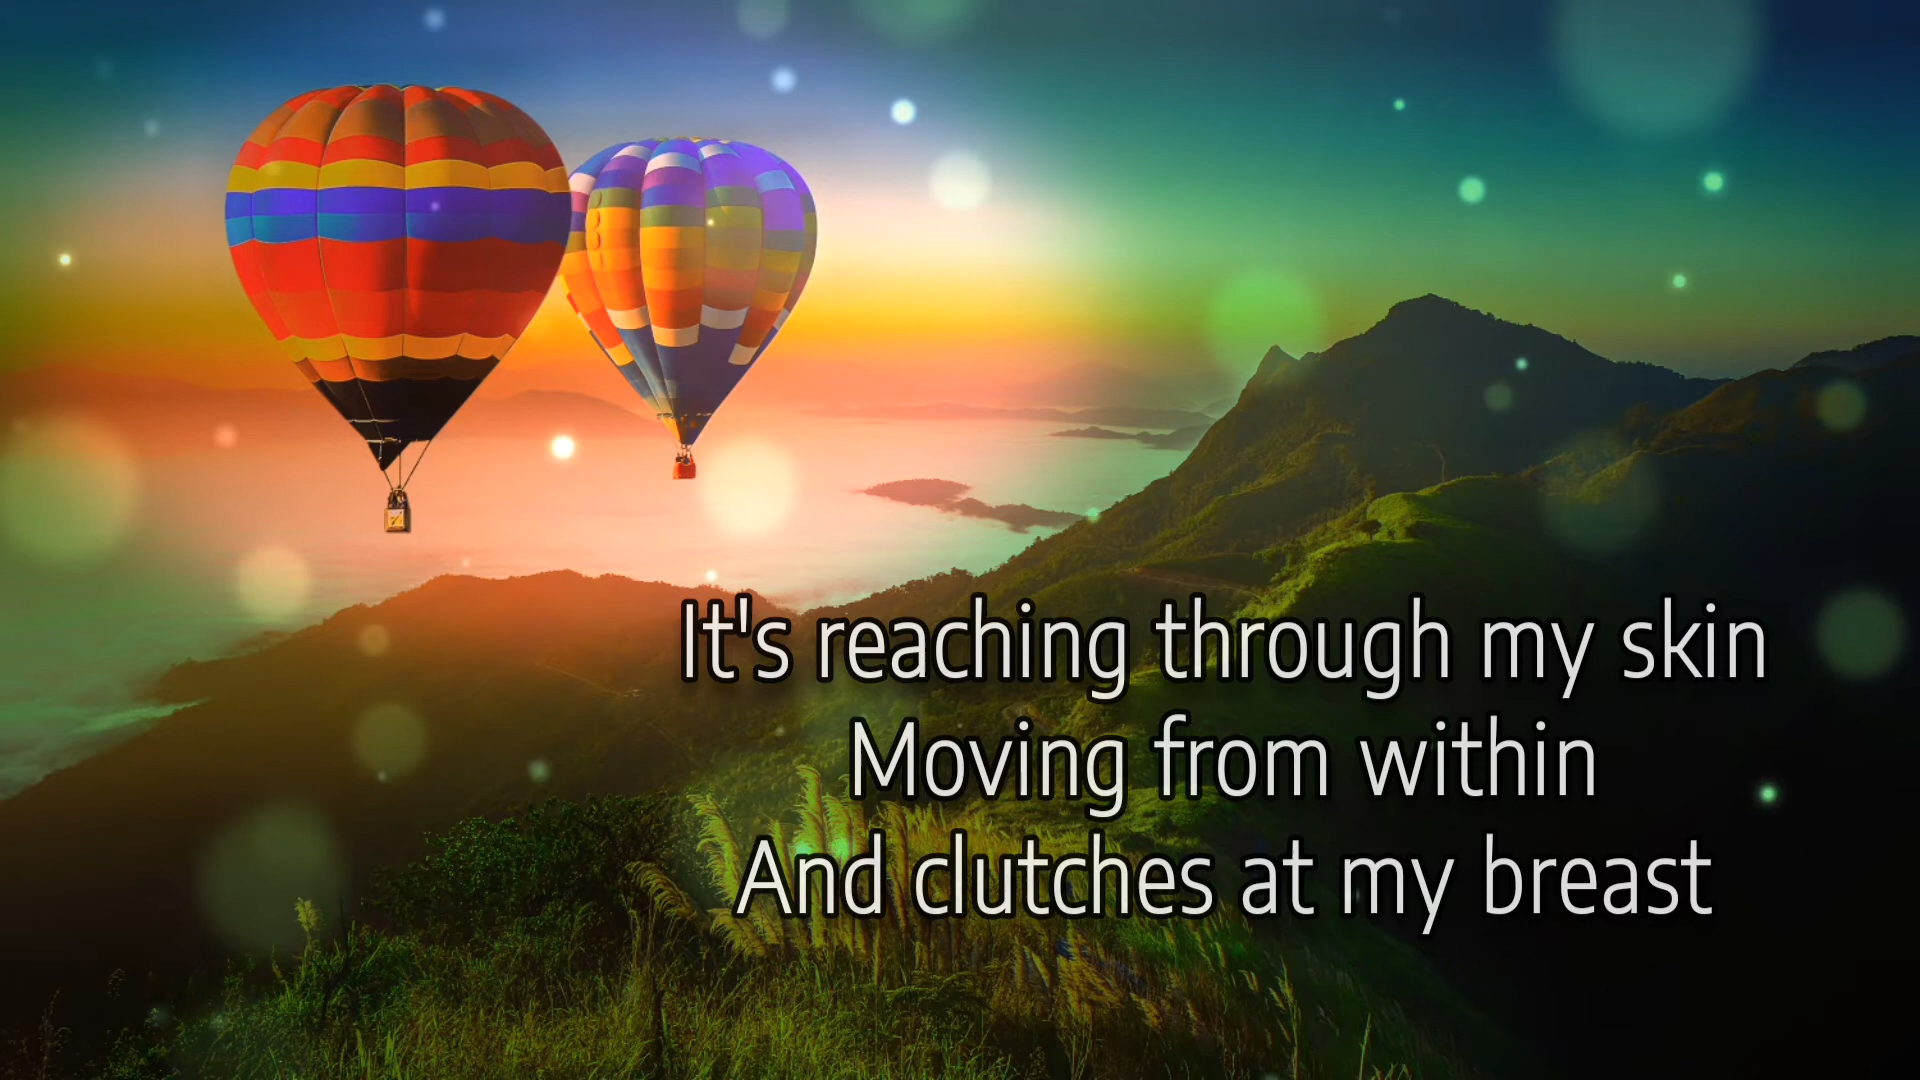 It's reaching through my skin
Moving from within
And clutches at my breast